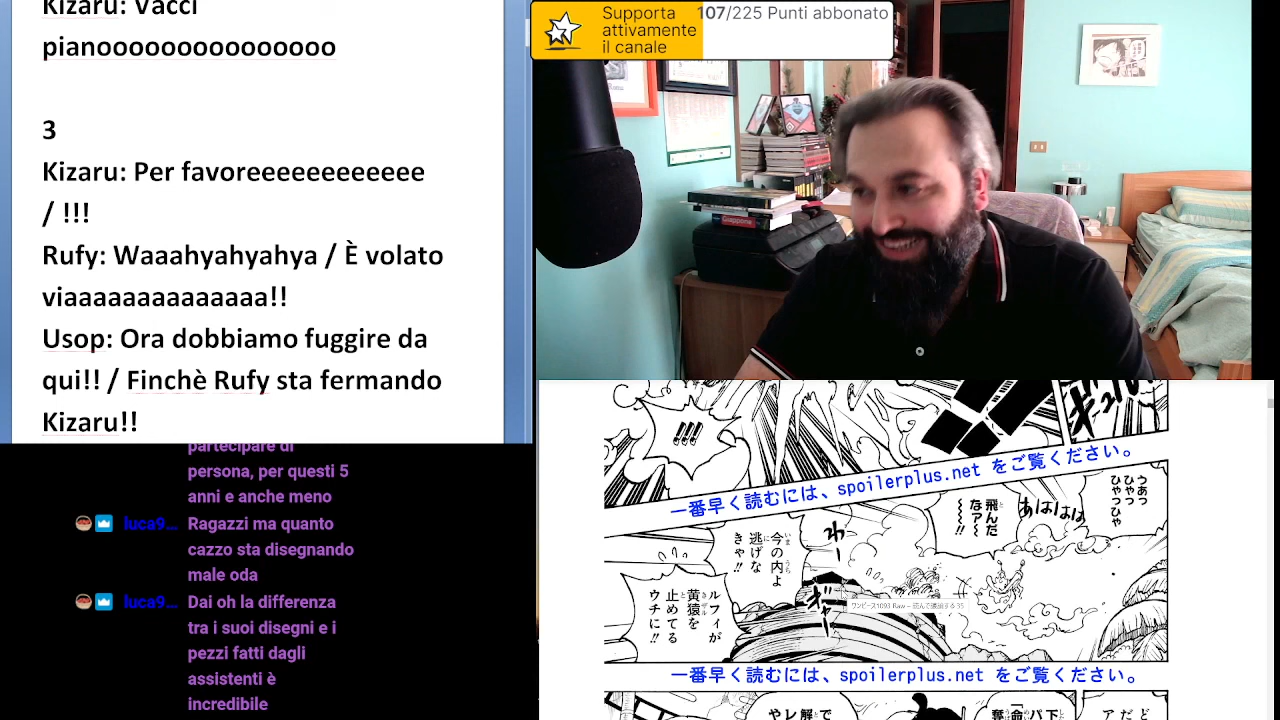 Kizaru: Vacci
pianooooooooooooooo
3
Kizaru: Per favoreeeeeeeeeeee
/ !!!
Rufy: Waaahyahyahya / È volato
viaaaaaaaaaaaaaa!!
Usop: Ora dobbiamo fuggire da
qui!! / Finchè Rufy sta fermando
Kizaru!!
partecipare di
persona, per questi 5
anni e anche meno
luca9... Ragazzi ma quanto
cazzo sta disegnando
male oda
luca9... Dai oh la differenza
tra i suoi disegni e i
pezzi fatti dagli
assistenti è
incredibile
Supporta
attivamente
il canale
107/225 Punti abbonato
!!!
一番早く読むには、spoilerplus.net をご覧ください。
うあっ
ひゃっ
ひゃっひゃ
あはははは
飛んだ
なァ〜
〜〜!!
わー
今の内よ
逃げな
きゃ!!
ルフィが
黄猿を
止めてる
ウチに!!
一番早く読むには、spoilerplus.net をご覧ください。